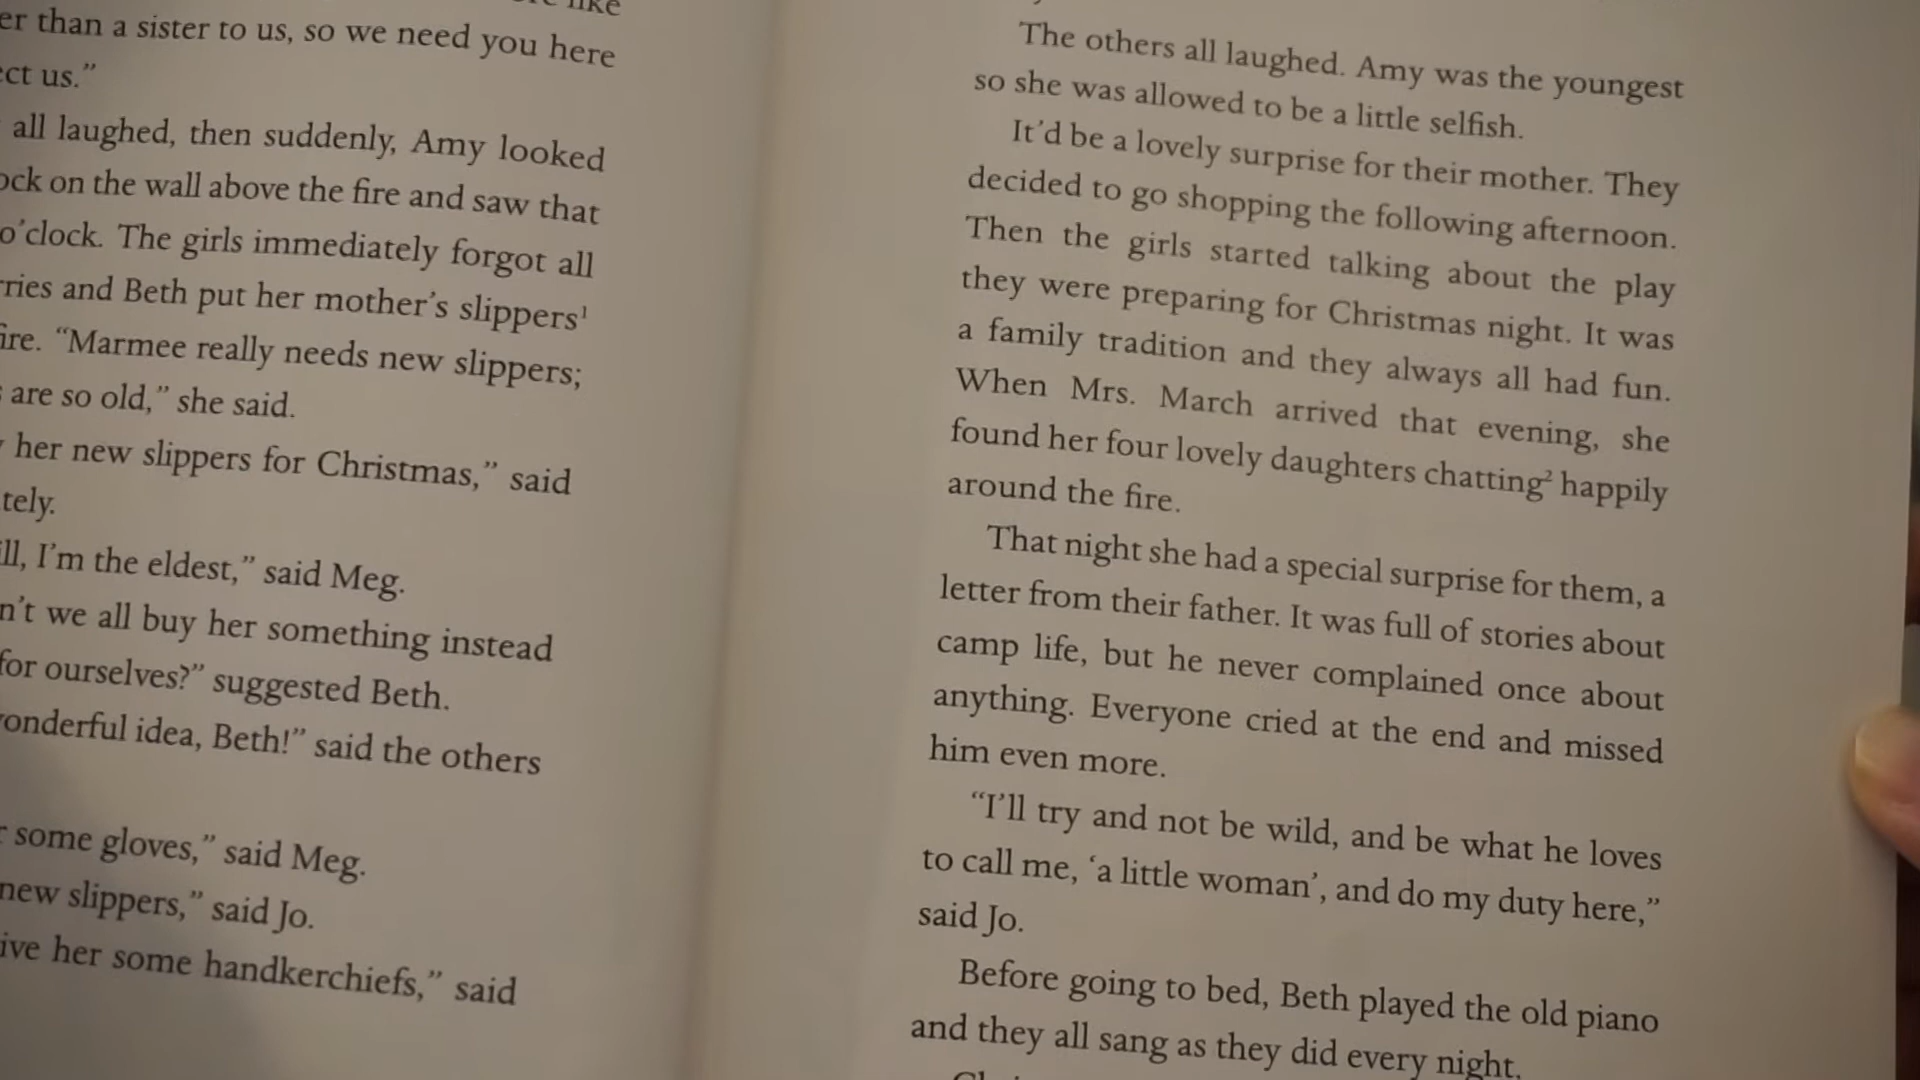 like
er than a sister to us, so we need you here
ct us.”
all laughed, then suddenly, Amy looked
ock on the wall above the fire and saw that
o’clock. The girls immediately forgot all
ries and Beth put her mother’s slippers¹
ire. “Marmee really needs new slippers;
are so old,” she said.
her new slippers for Christmas,” said
tely.
ll, I’m the eldest,” said Meg.
n’t we all buy her something instead
for ourselves?” suggested Beth.
onderful idea, Beth!” said the others
some gloves,” said Meg.
new slippers,” said Jo.
ive her some handkerchiefs,” said
The others all laughed. Amy was the youngest
so she was allowed to be a little selfish.
It’d be a lovely surprise for their mother. They
decided to go shopping the following afternoon.
Then the girls started talking about the play
they were preparing for Christmas night. It was
a family tradition and they always all had fun.
When Mrs. March arrived that evening, she
found her four lovely daughters chatting² happily
around the fire.
That night she had a special surprise for them, a
letter from their father. It was full of stories about
camp life, but he never complained once about
anything. Everyone cried at the end and missed
him even more.
“I’ll try and not be wild, and be what he loves
to call me, ‘a little woman’, and do my duty here,”
said Jo.
Before going to bed, Beth played the old piano
and they all sang as they did every night.